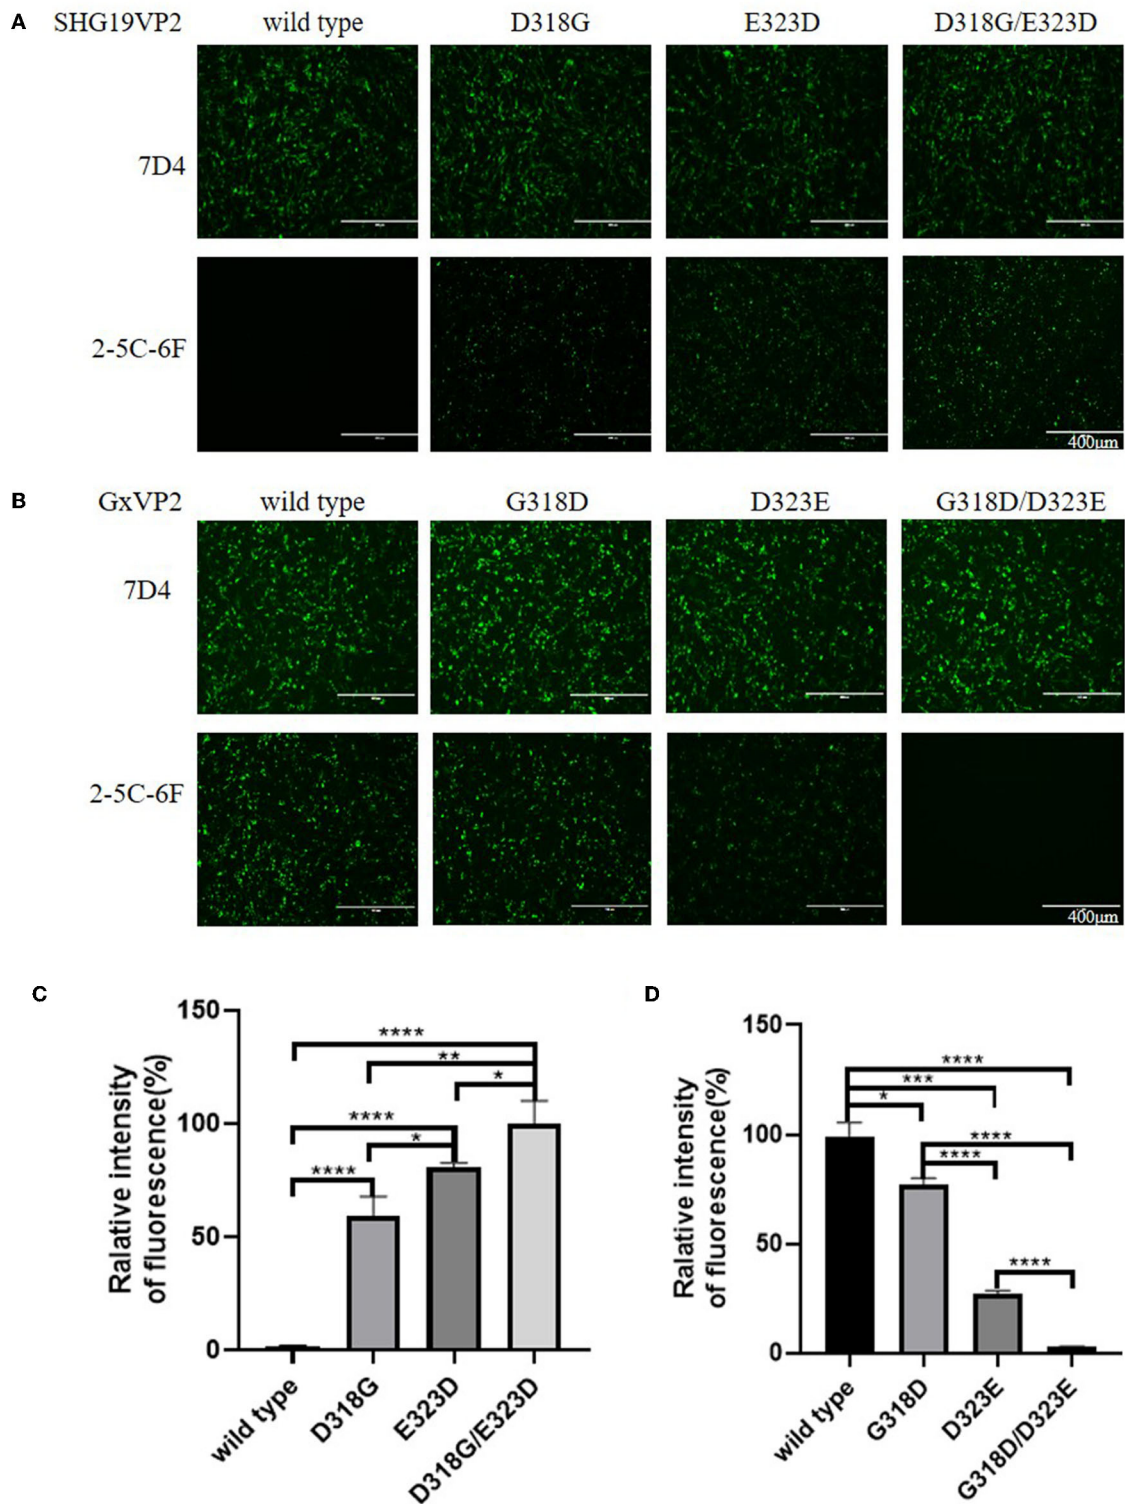 A SHG19VP2 wild type D318G E323D D318G/E323D
7D4
2-5C-6F
400μm
B GxVP2 wild type G318D D323E G318D/D323E
7D4
2-5C-6F
400μm
C
Ralative intensity
of fluorescence(%)
150
100
50
0
****
**
*
****
*
****
wild type
D318G
E323D
D318G/E323D
D
Ralative intensity
of fluorescence(%)
150
100
50
0
****
***
*
****
****
****
wild type
G318D
D323E
G318D/D323E